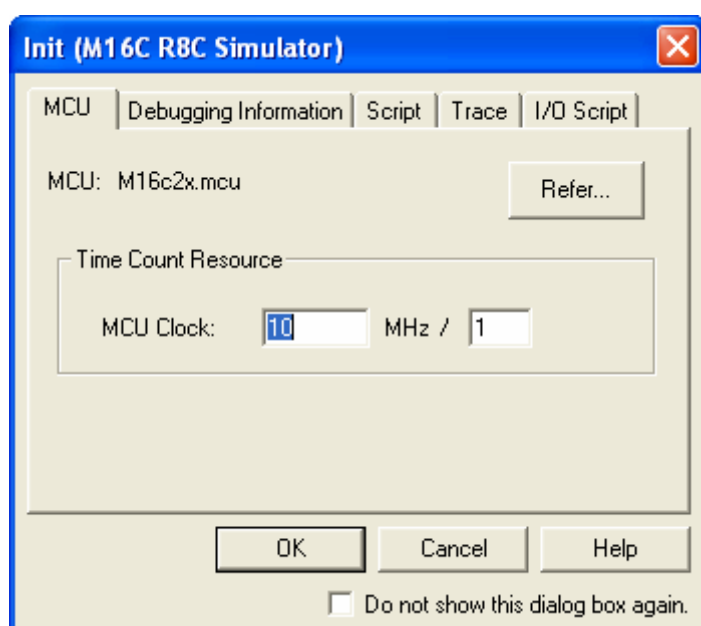 Init (M16C R8C Simulator)
MCU Debugging Information Script Trace I/O Script
MCU: M16c2x.mcu Refer...
Time Count Resource
MCU Clock: 10 MHz / 1
OK Cancel Help
Do not show this dialog box again.